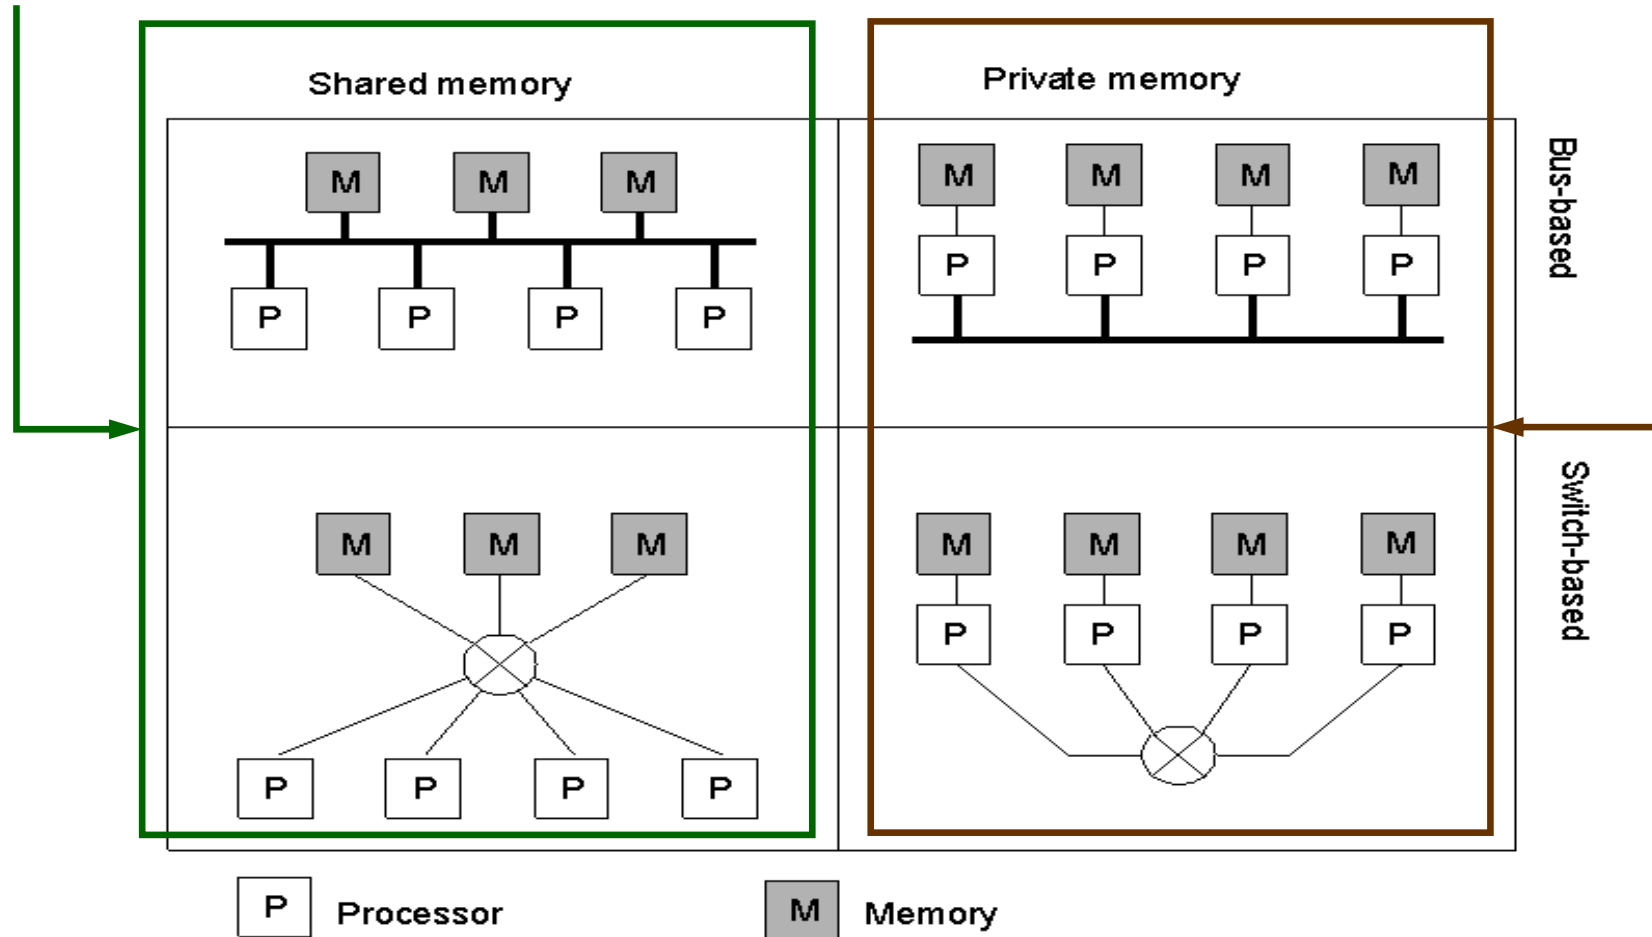 Shared memory
Private memory
M M M
M M M M
P P P P
P P P P
Bus-based
M M M
M M M M
P P P P
P P P P
Switch-based
P Processor
M Memory